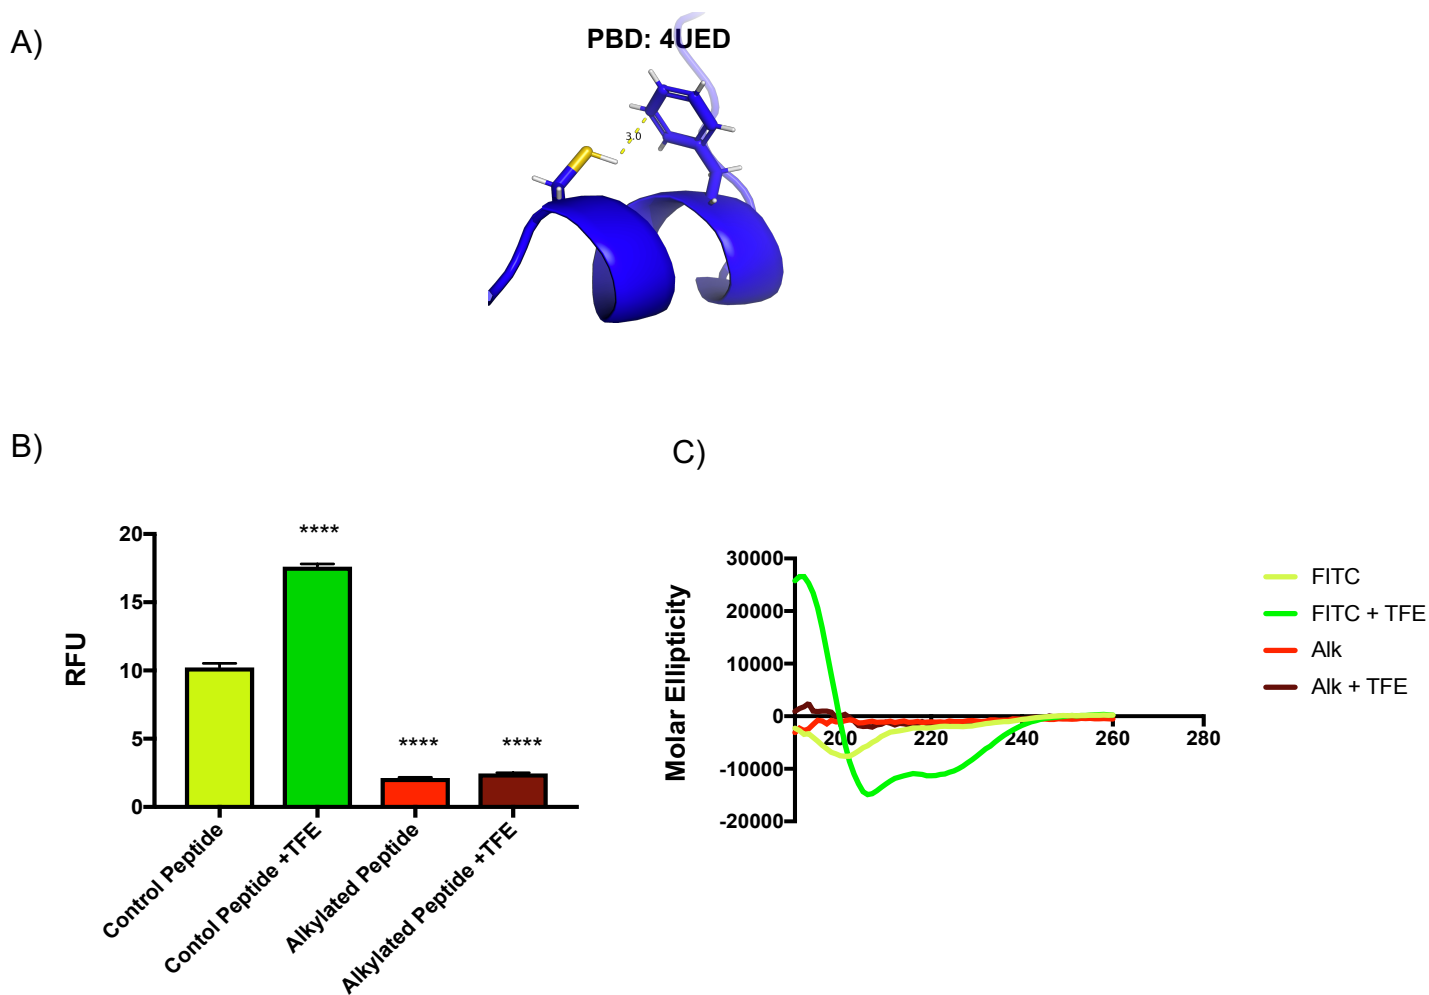 A)
PBD: 4UED
3.0
B)
C)
RFU
20
15
10
5
0
****
****
****
Control Peptide
Contol Peptide +TFE
Alkylated Peptide
Alkylated Peptide +TFE
Molar Ellipticity
30000
20000
10000
0
-10000
-20000
200
220
240
260
280
FITC
FITC + TFE
Alk
Alk + TFE